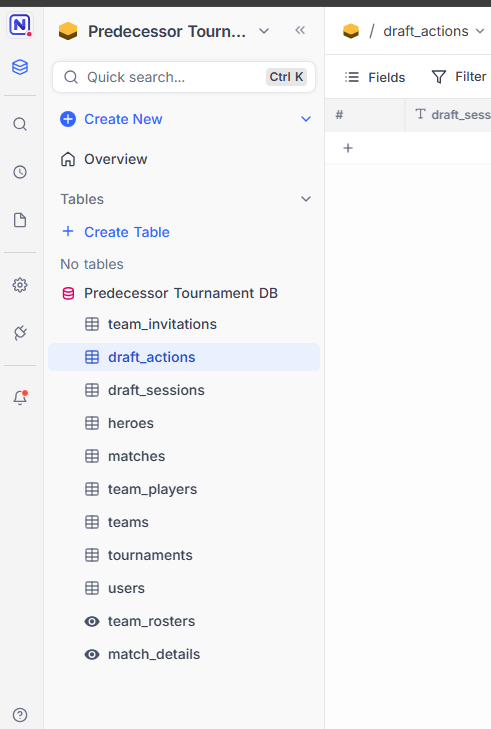 Predecessor Tourn...
/ draft_actions
Quick search... Ctrl K
Fields
Filter
# draft_sess
Create New
+
Overview
Tables
+ Create Table
No tables
Predecessor Tournament DB
team_invitations
draft_actions
draft_sessions
heroes
matches
team_players
teams
tournaments
users
team_rosters
match_details